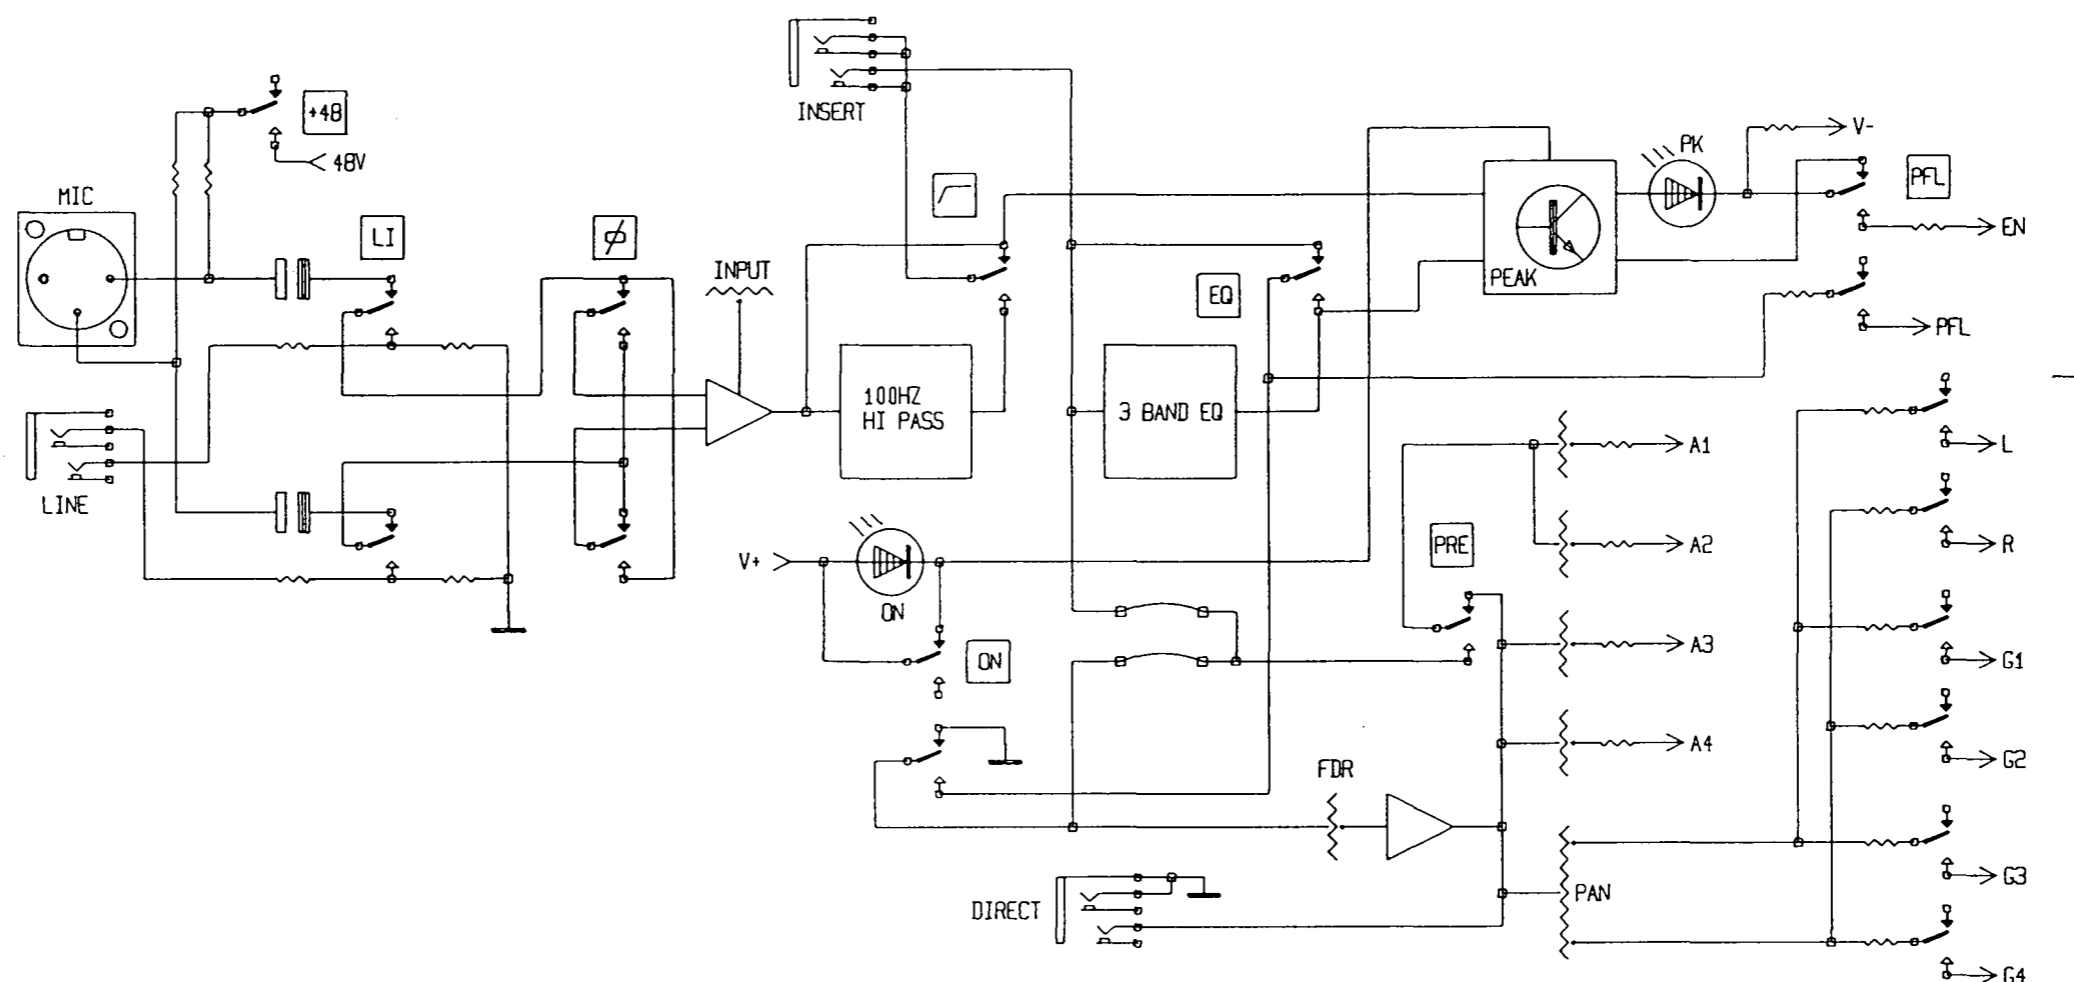 INSERT
+48
48V
MIC
LI
ϕ
INPUT
EQ
PEAK
PK
V-
PFL
EN
PFL
LINE
100HZ
HI PASS
3 BAND EQ
A1
A2
A3
A4
PRE
V+
ON
ON
FDR
DIRECT
PAN
L
R
G1
G2
G3
G4